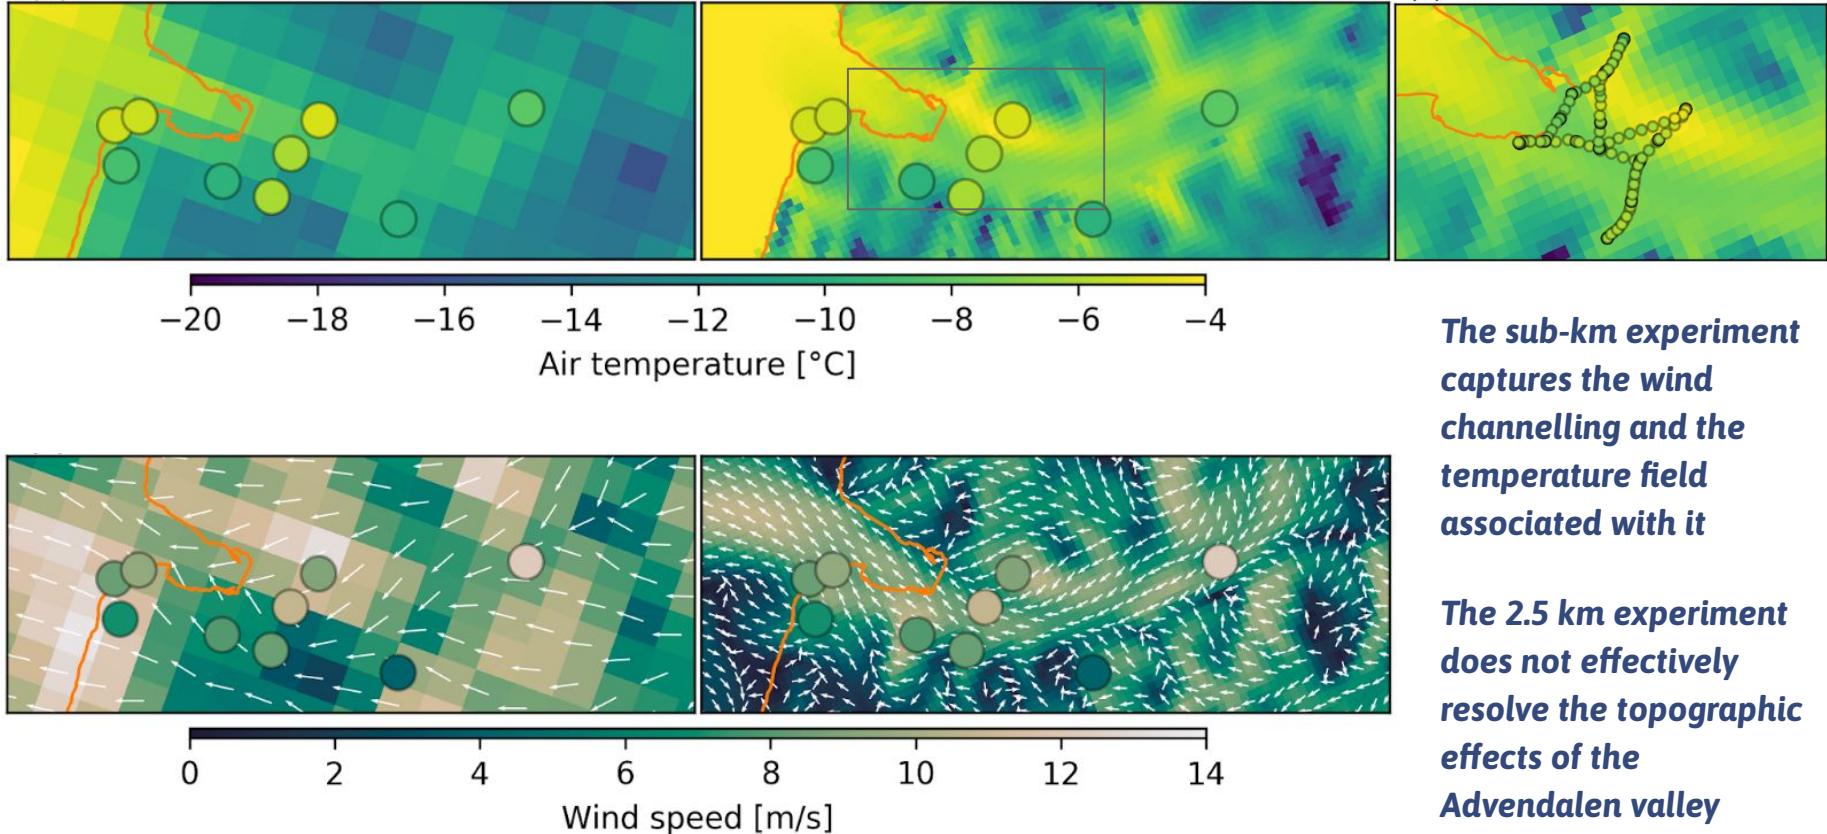 −20 −18 −16 −14 −12 −10 −8 −6 −4
Air temperature [°C]
The sub-km experiment
captures the wind
channelling and the
temperature field
associated with it
The 2.5 km experiment
does not effectively
resolve the topographic
effects of the
Advendalen valley
0 2 4 6 8 10 12 14
Wind speed [m/s]